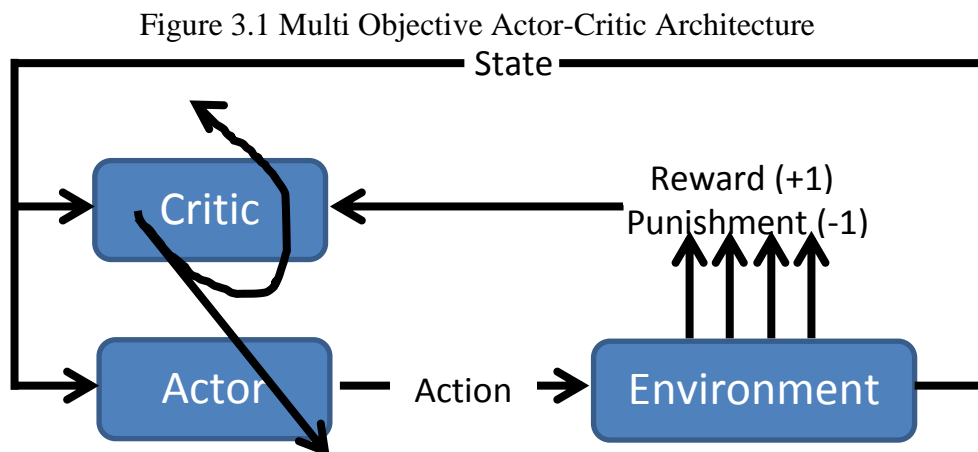 Figure 3.1 Multi Objective Actor-Critic Architecture
State
Critic
Reward (+1)
Punishment (-1)
Actor
Action
Environment